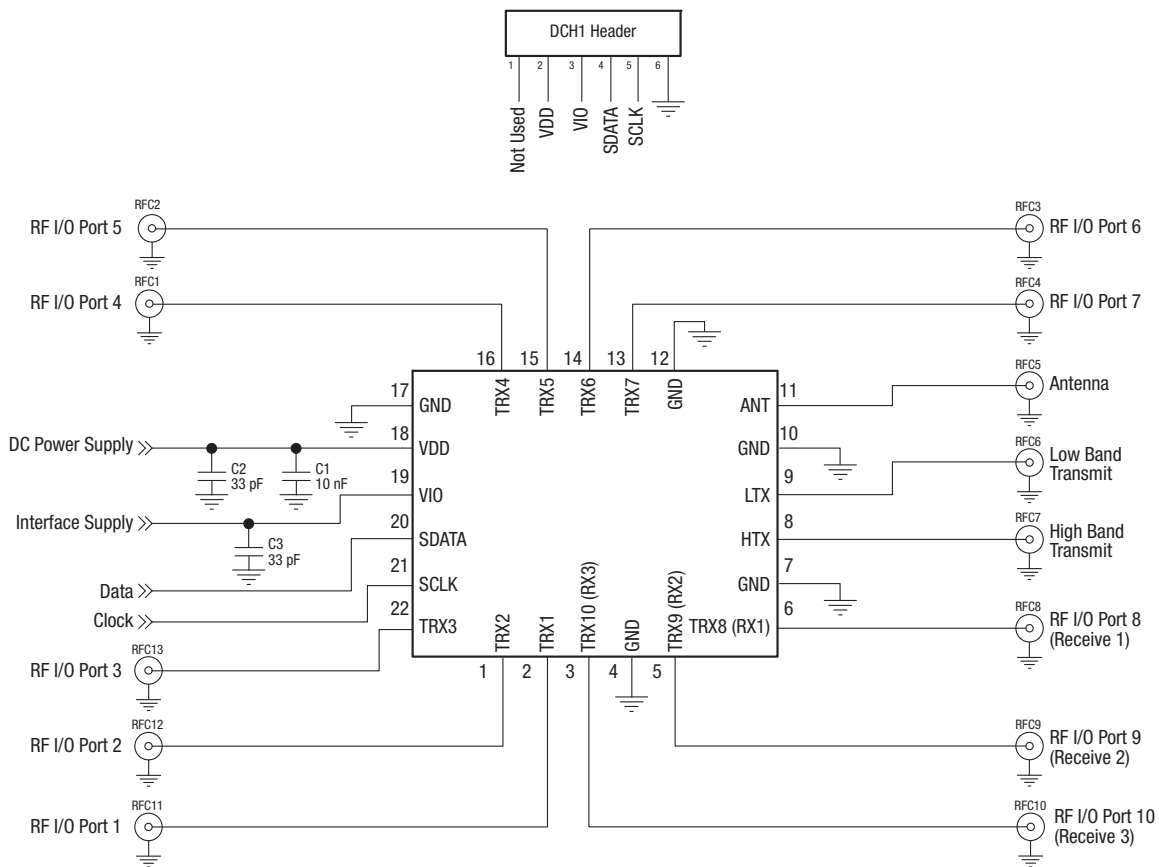 DCH1 Header
1 2 3 4 5 6
Not Used
VDD
VIO
SDATA
SCLK
RFC2
RF I/O Port 5
RFC3
RF I/O Port 6
RFC1
RF I/O Port 4
RFC4
RF I/O Port 7
16 15 14 13 12
TRX4
TRX5
TRX6
TRX7
GND
17
GND
18
DC Power Supply
VDD
C2
33 pF
C1
10 nF
19
Interface Supply
VIO
C3
33 pF
20
SDATA
Data
21
SCLK
Clock
22
TRX3
RFC13
RF I/O Port 3
11
ANT
RFC5
Antenna
10
GND
9
LTX
RFC6
Low Band
Transmit
8
HTX
RFC7
High Band
Transmit
7
GND
6
TRX8 (RX1)
RFC8
RF I/O Port 8
(Receive 1)
TRX2
TRX1
TRX10 (RX3)
GND
TRX9 (RX2)
1 2 3 4 5
RFC12
RF I/O Port 2
RFC9
RF I/O Port 9
(Receive 2)
RFC11
RF I/O Port 1
RFC10
RF I/O Port 10
(Receive 3)